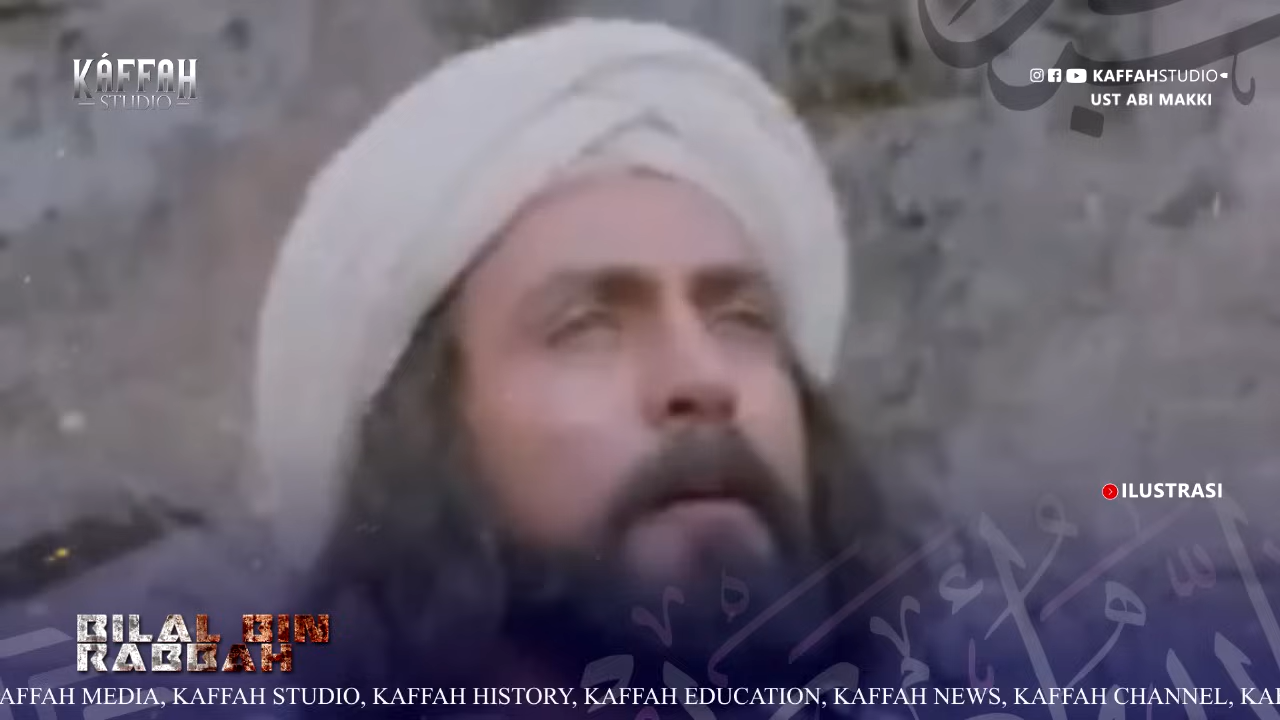 KÁFFAH
STUDIO
KAFFAHSTUDIO
UST ABI MAKKI
ILUSTRASI
BILAL BIN
RABBAH
AFFAH MEDIA, KAFFAH STUDIO, KAFFAH HISTORY, KAFFAH EDUCATION, KAFFAH NEWS, KAFFAH CHANNEL, KA